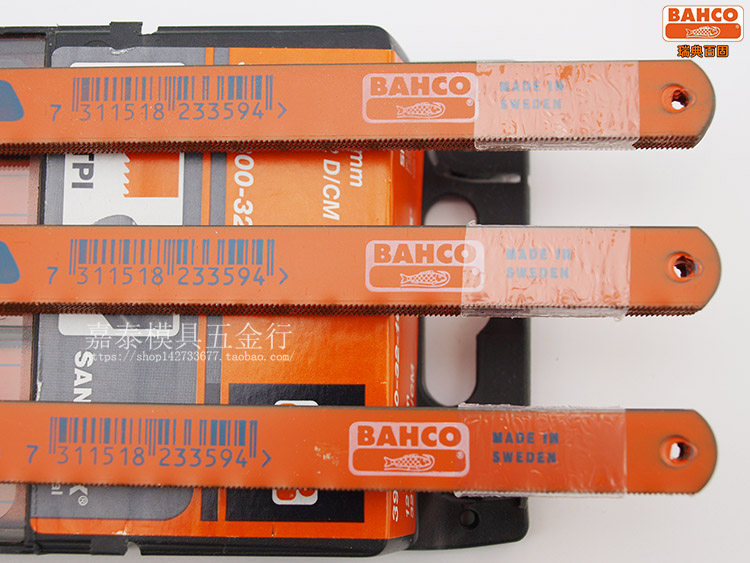 BAHCO
瑞典百固
7 311518 233594 >
BAHCO
MADE IN
SWEDEN
TPI
mm
D/CM
7 311518 233594 >
BAHCO
MADE IN
SWEDEN
嘉泰模具五金行
https://shop142733677.taobao.com
SAN
7 311518 233594 >
BAHCO
MADE IN
SWEDEN